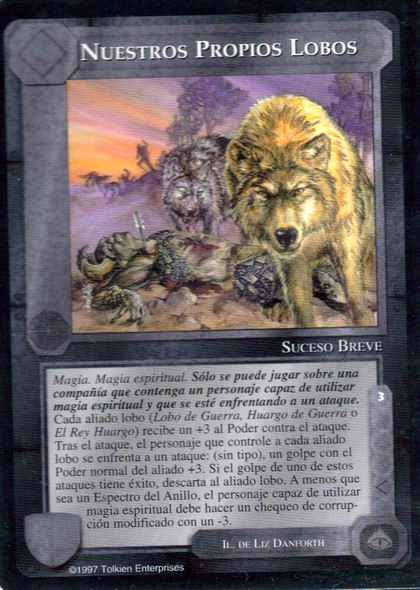 NUESTROS PROPIOS LOBOS
SUCESO BREVE
Magia. Magia espiritual. Sólo se puede jugar sobre una
compañía que contenga un personaje capaz de utilizar
magia espiritual y que se esté enfrentando a un ataque.
Cada aliado lobo (Lobo de Guerra, Huargo de Guerra o
El Rey Huargo) recibe un +3 al Poder contra el ataque.
Tras el ataque, el personaje que controle a cada aliado
lobo se enfrenta a un ataque: (sin tipo), un golpe con el
Poder normal del aliado +3. Si el golpe de uno de estos
ataques tiene éxito, descarta al aliado lobo. A menos que
sea un Espectro del Anillo, el personaje capaz de utilizar
magia espiritual debe hacer un chequeo de corrup-
ción modificado con un -3.
3
IL. DE LIZ DANFORTH
©1997 Tolkien Enterprises